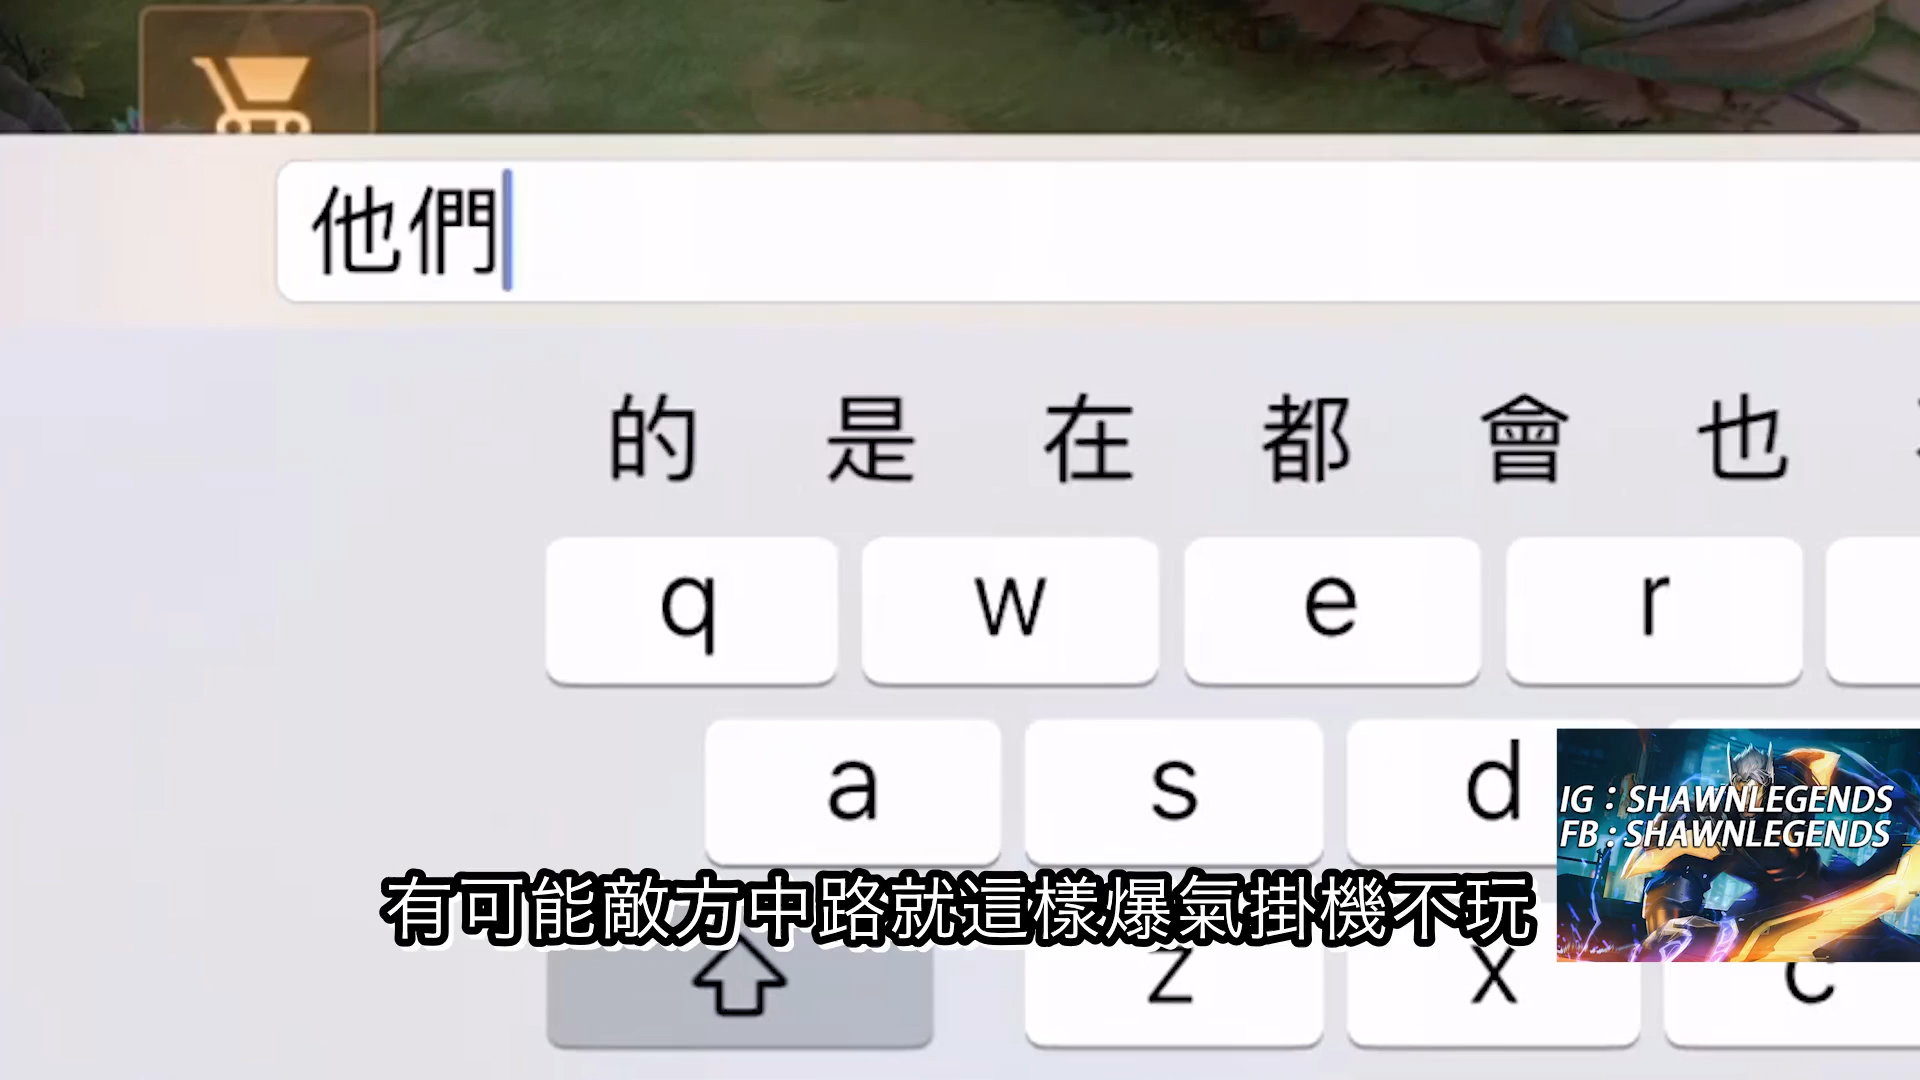 他們
的 是 在 都 會 也
q w e r
a s d
IG：SHAWNLEGENDS
FB : SHAWNLEGENDS
有可能敵方中路就這樣爆氣掛機不玩
z x c